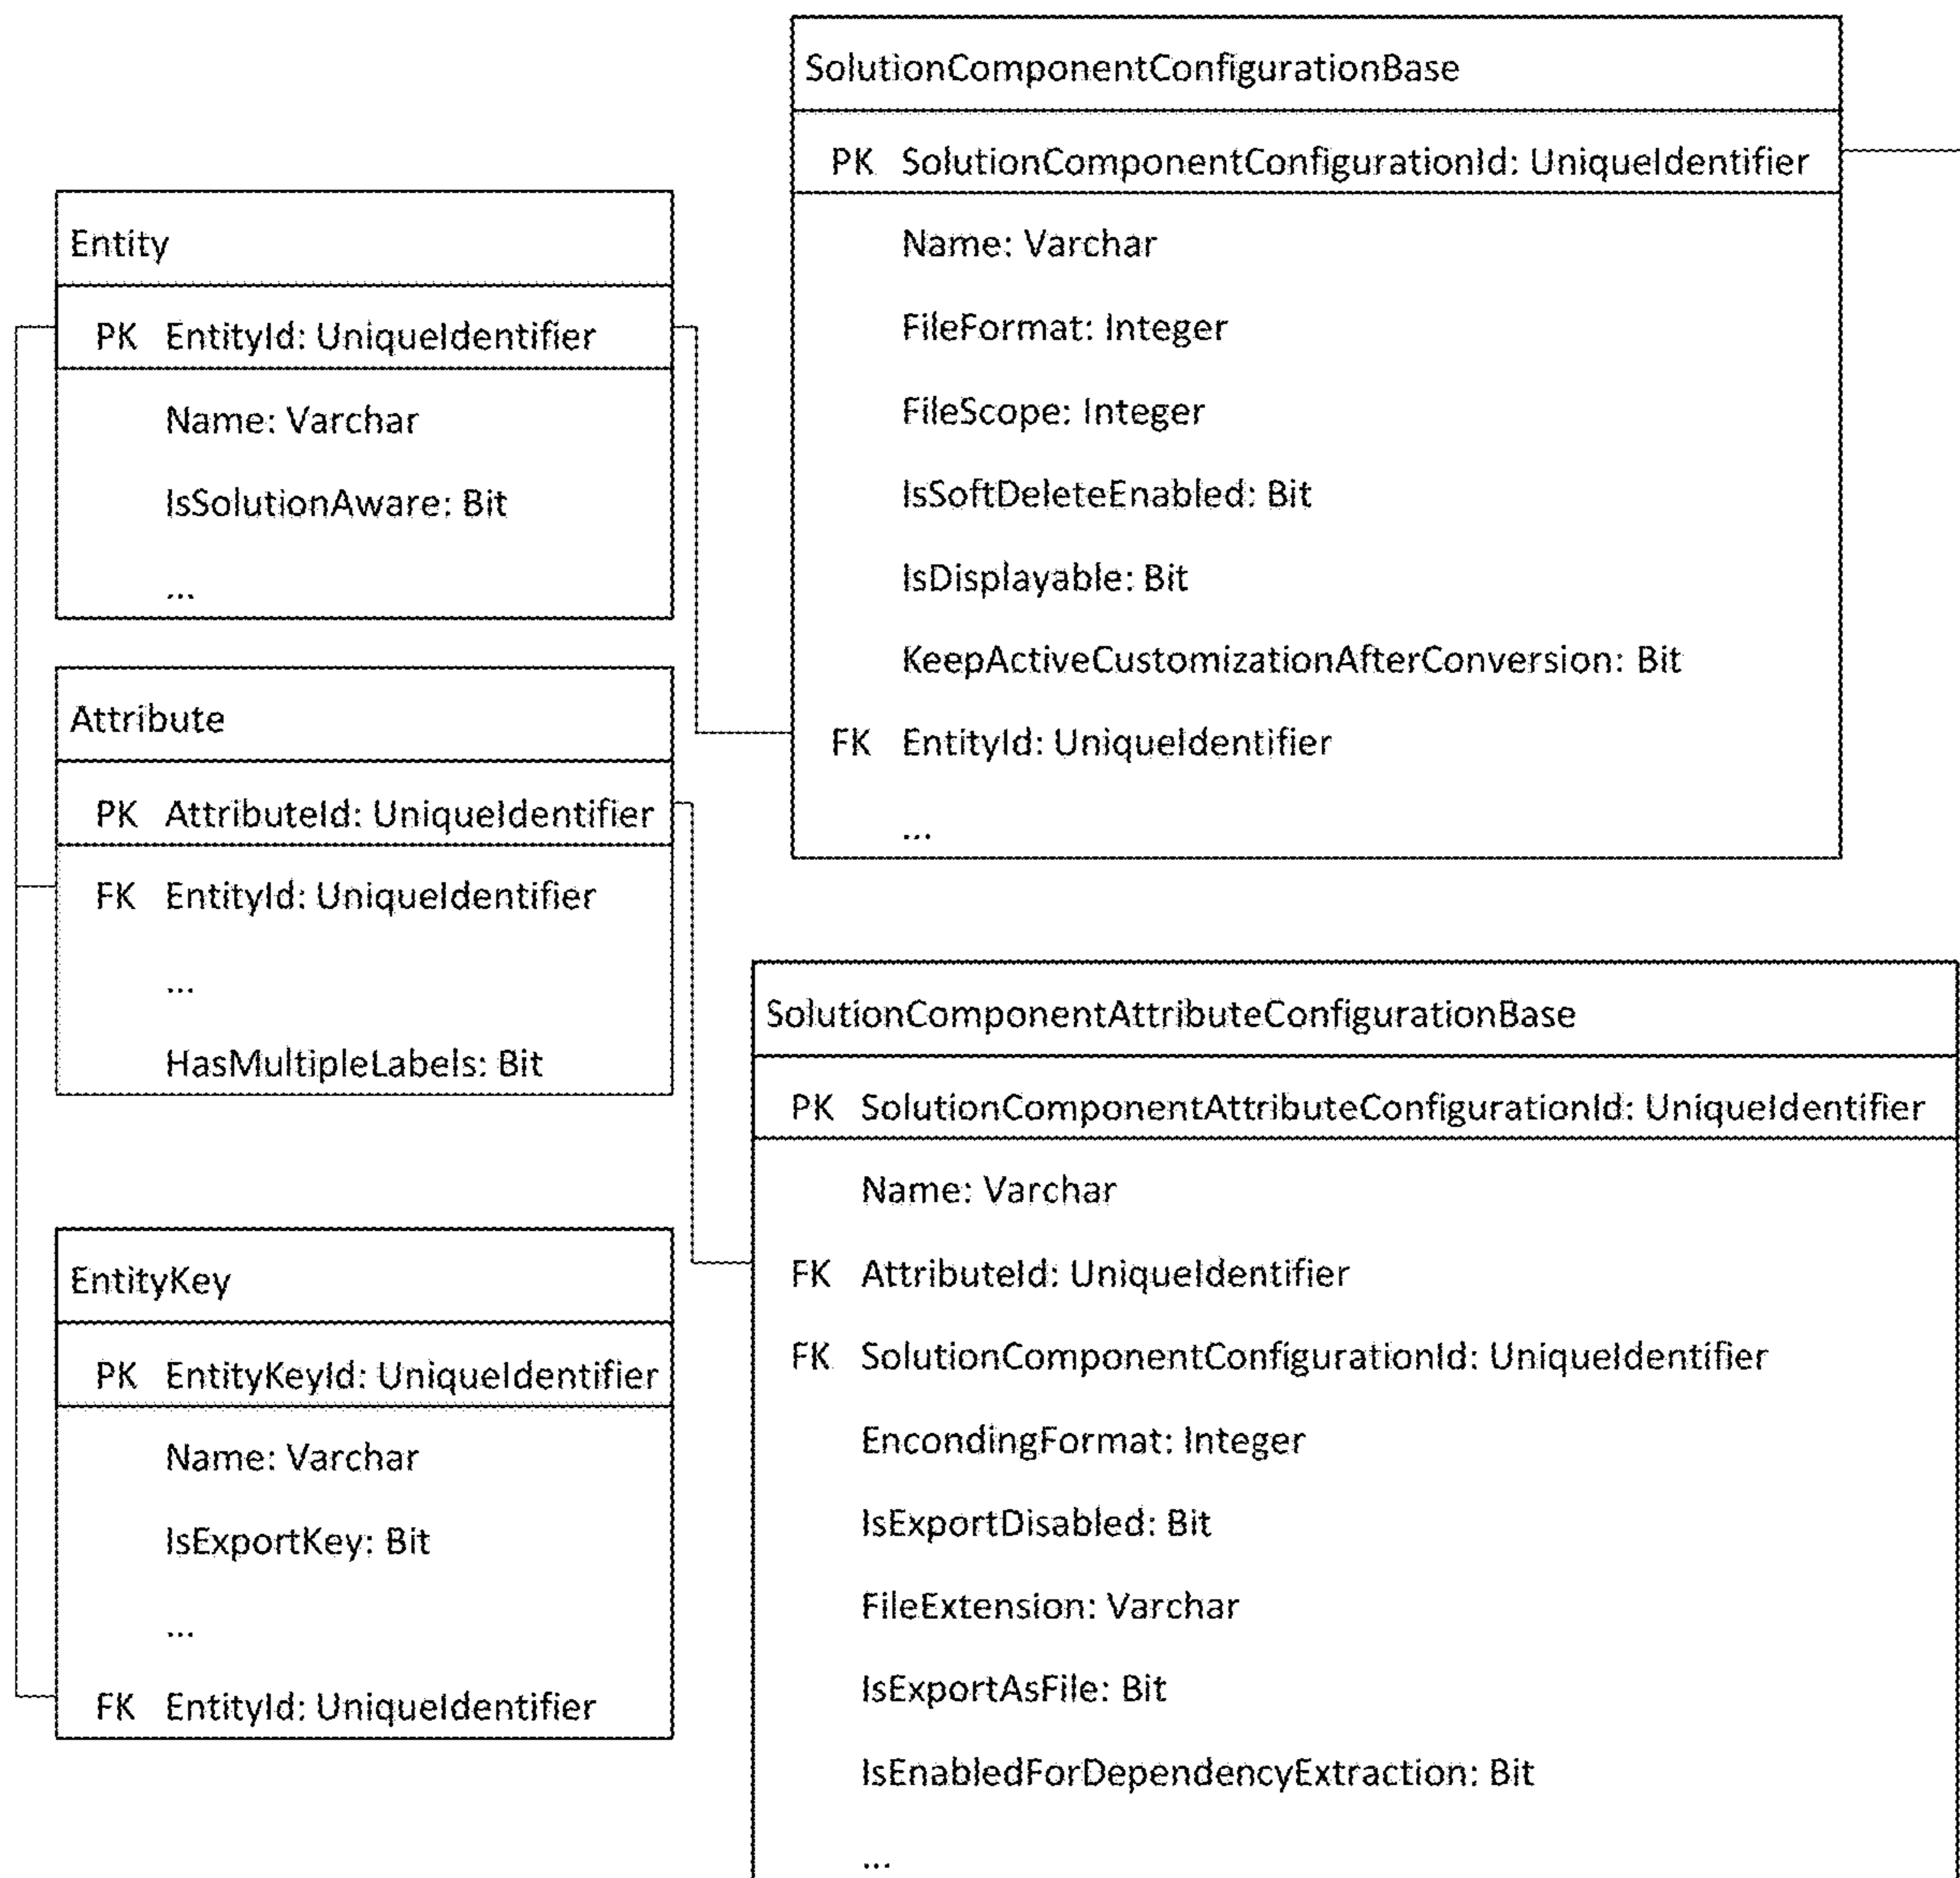 SolutionComponentConfigurationBase
PK SolutionComponentConfigurationId: UniqueIdentifier
Name: Varchar
FileFormat: Integer
FileScope: Integer
IsSoftDeleteEnabled: Bit
IsDisplayable: Bit
KeepActiveCustomizationAfterConversion: Bit
FK EntityId: UniqueIdentifier
...
Entity
PK EntityId: UniqueIdentifier
Name: Varchar
IsSolutionAware: Bit
...
Attribute
PK AttributeId: UniqueIdentifier
FK EntityId: UniqueIdentifier
...
HasMultipleLabels: Bit
EntityKey
PK EntityKeyId: UniqueIdentifier
Name: Varchar
IsExportKey: Bit
...
FK EntityId: UniqueIdentifier
SolutionComponentAttributeConfigurationBase
PK SolutionComponentAttributeConfigurationId: UniqueIdentifier
Name: Varchar
FK AttributeId: UniqueIdentifier
FK SolutionComponentConfigurationId: UniqueIdentifier
EncondingFormat: Integer
IsExportDisabled: Bit
FileExtension: Varchar
IsExportAsFile: Bit
IsEnabledForDependencyExtraction: Bit
...